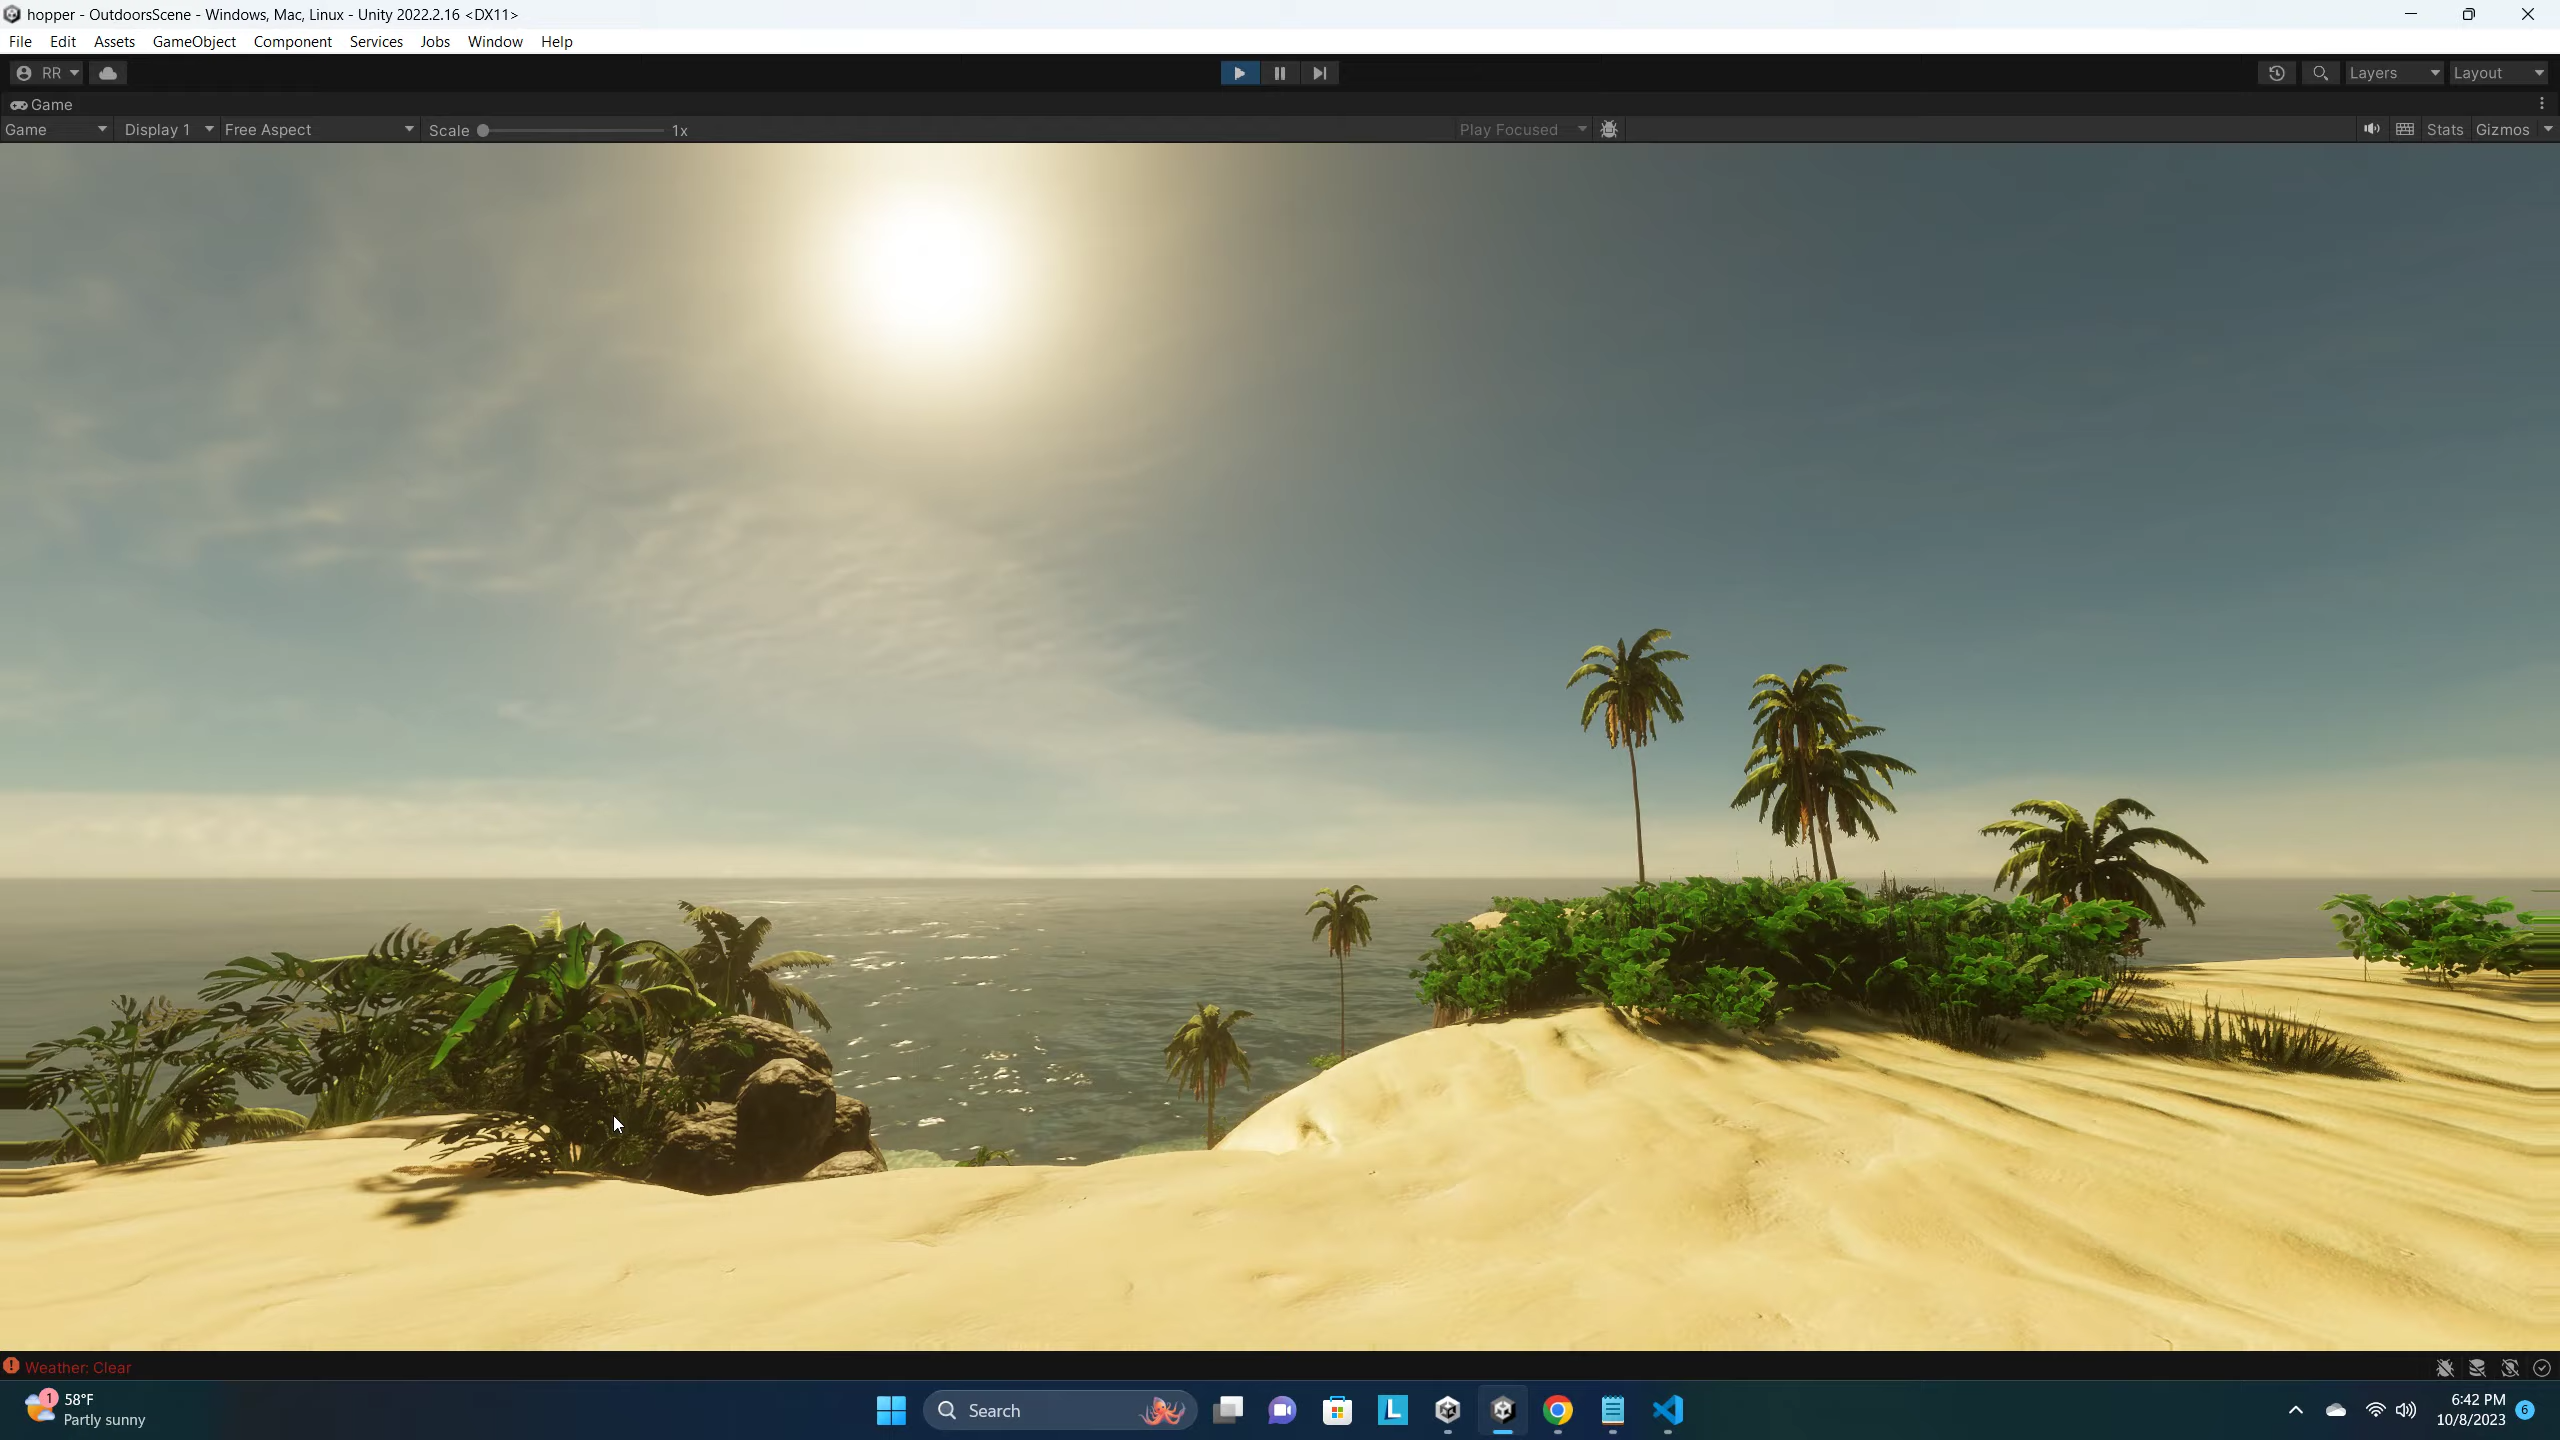 hopper - OutdoorsScene - Windows, Mac, Linux - Unity 2022.2.16 <DX11>
File Edit Assets GameObject Component Services Jobs Window Help
RR Layers Layout
Game
Game Display 1 Free Aspect Scale 1x Play Focused Stats Gizmos
Weather: Clear
1 58°F
Partly sunny
Search
L
6:42 PM
10/8/2023
6